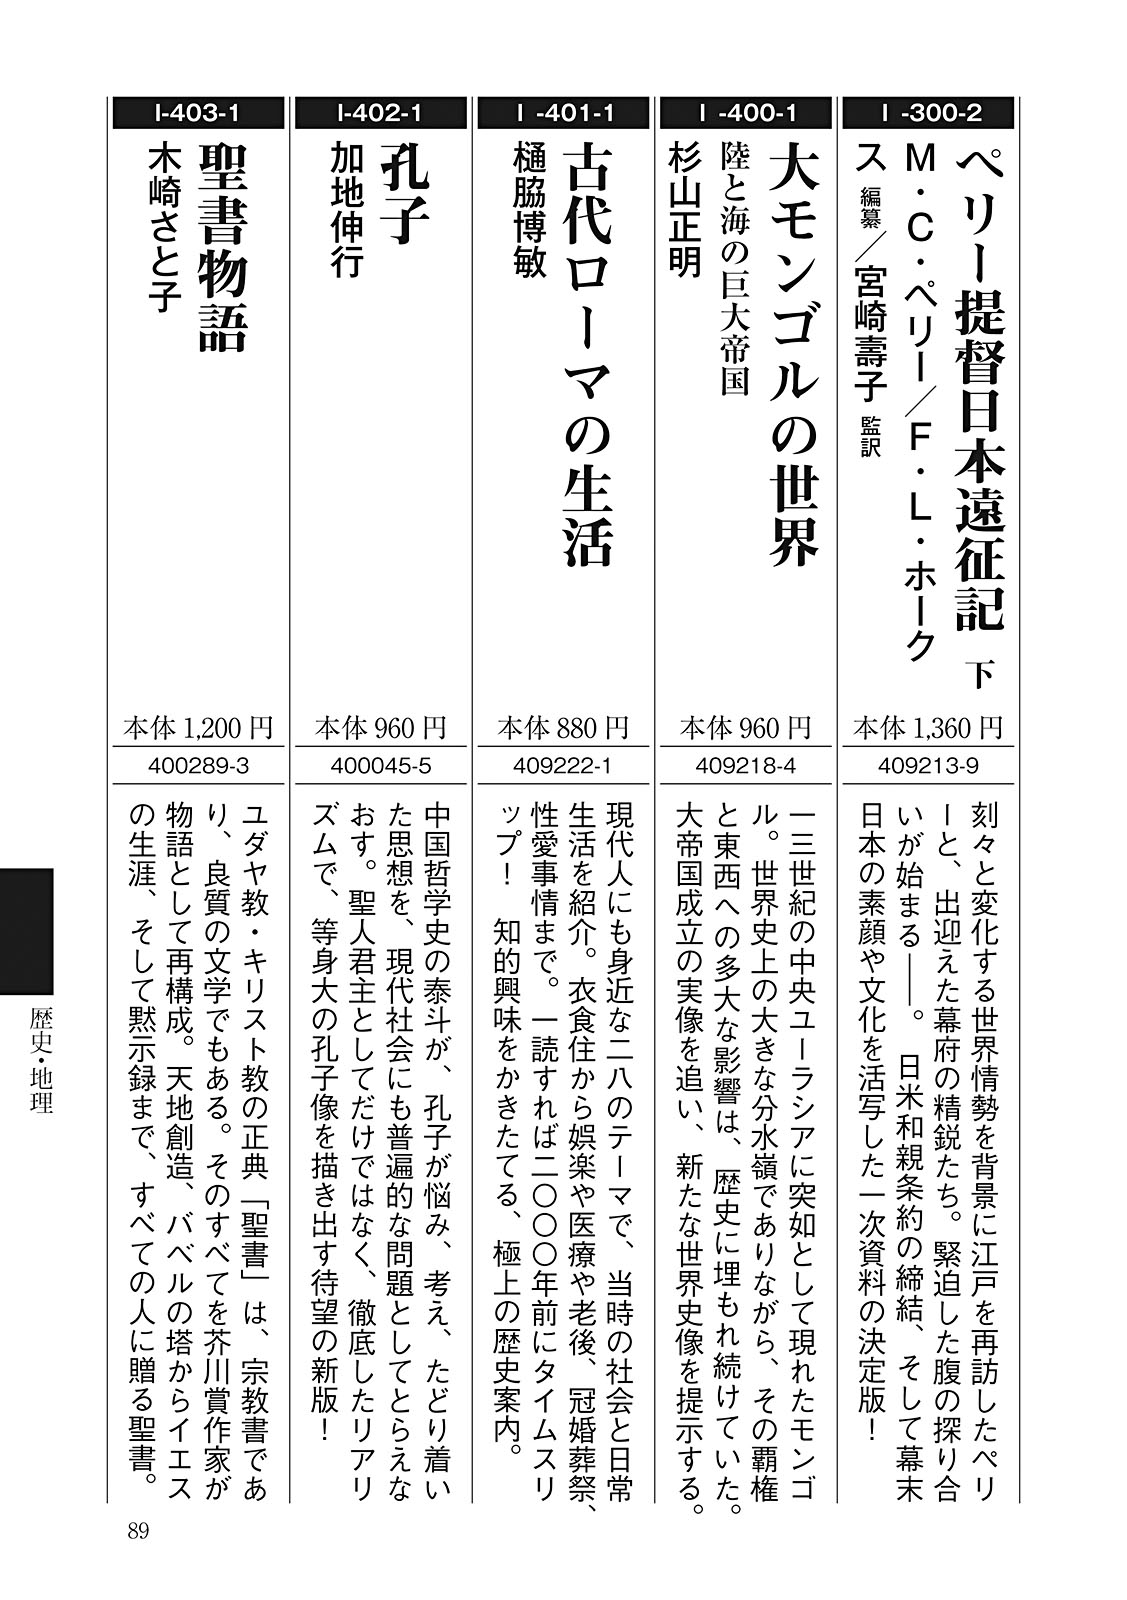 I-300-2
ペリー提督日本遠征記 下
M・C・ペリー／F・L・ホーク
ス 編纂／宮崎壽子 監訳
本体 1,360 円
409213-9
刻々と変化する世界情勢を背景に江戸を再訪したペリ
ーと、出迎えた幕府の精鋭たち。緊迫した腹の探り合
いが始まる――。　日米和親条約の締結、そして幕末
日本の素顔や文化を活写した一次資料の決定版！
I-400-1
大モンゴルの世界
陸と海の巨大帝国
杉山正明
本体 960 円
409218-4
一三世紀の中央ユーラシアに突如として現れたモンゴ
ル。世界史上の大きな分水嶺でありながら、その覇権
と東西への多大な影響は、歴史に埋もれ続けていた。
大帝国成立の実像を追い、新たな世界史像を提示する。
I-401-1
古代ローマの生活
樋脇博敏
本体 880 円
409222-1
現代人にも身近な二八のテーマで、当時の社会と日常
生活を紹介。衣食住から娯楽や医療や老後、冠婚葬祭、
性愛事情まで。一読すれば二〇〇〇年前にタイムスリ
ップ！　知的興味をかきたてる、極上の歴史案内。
I-402-1
孔子
加地伸行
本体 960 円
400045-5
中国哲学史の泰斗が、孔子が悩み、考え、たどり着い
た思想を、現代社会にも普遍的な問題としてとらえな
おす。聖人君主としてだけではなく、徹底したリアリ
ズムで、等身大の孔子像を描き出す待望の新版！
I-403-1
聖書物語
木崎さと子
本体 1,200 円
400289-3
ユダヤ教・キリスト教の正典「聖書」は、宗教書であ
り、良質の文学でもある。そのすべてを芥川賞作家が
物語として再構成。天地創造、バベルの塔からイエス
の生涯、そして黙示録まで、すべての人に贈る聖書。
歴史・地理
89